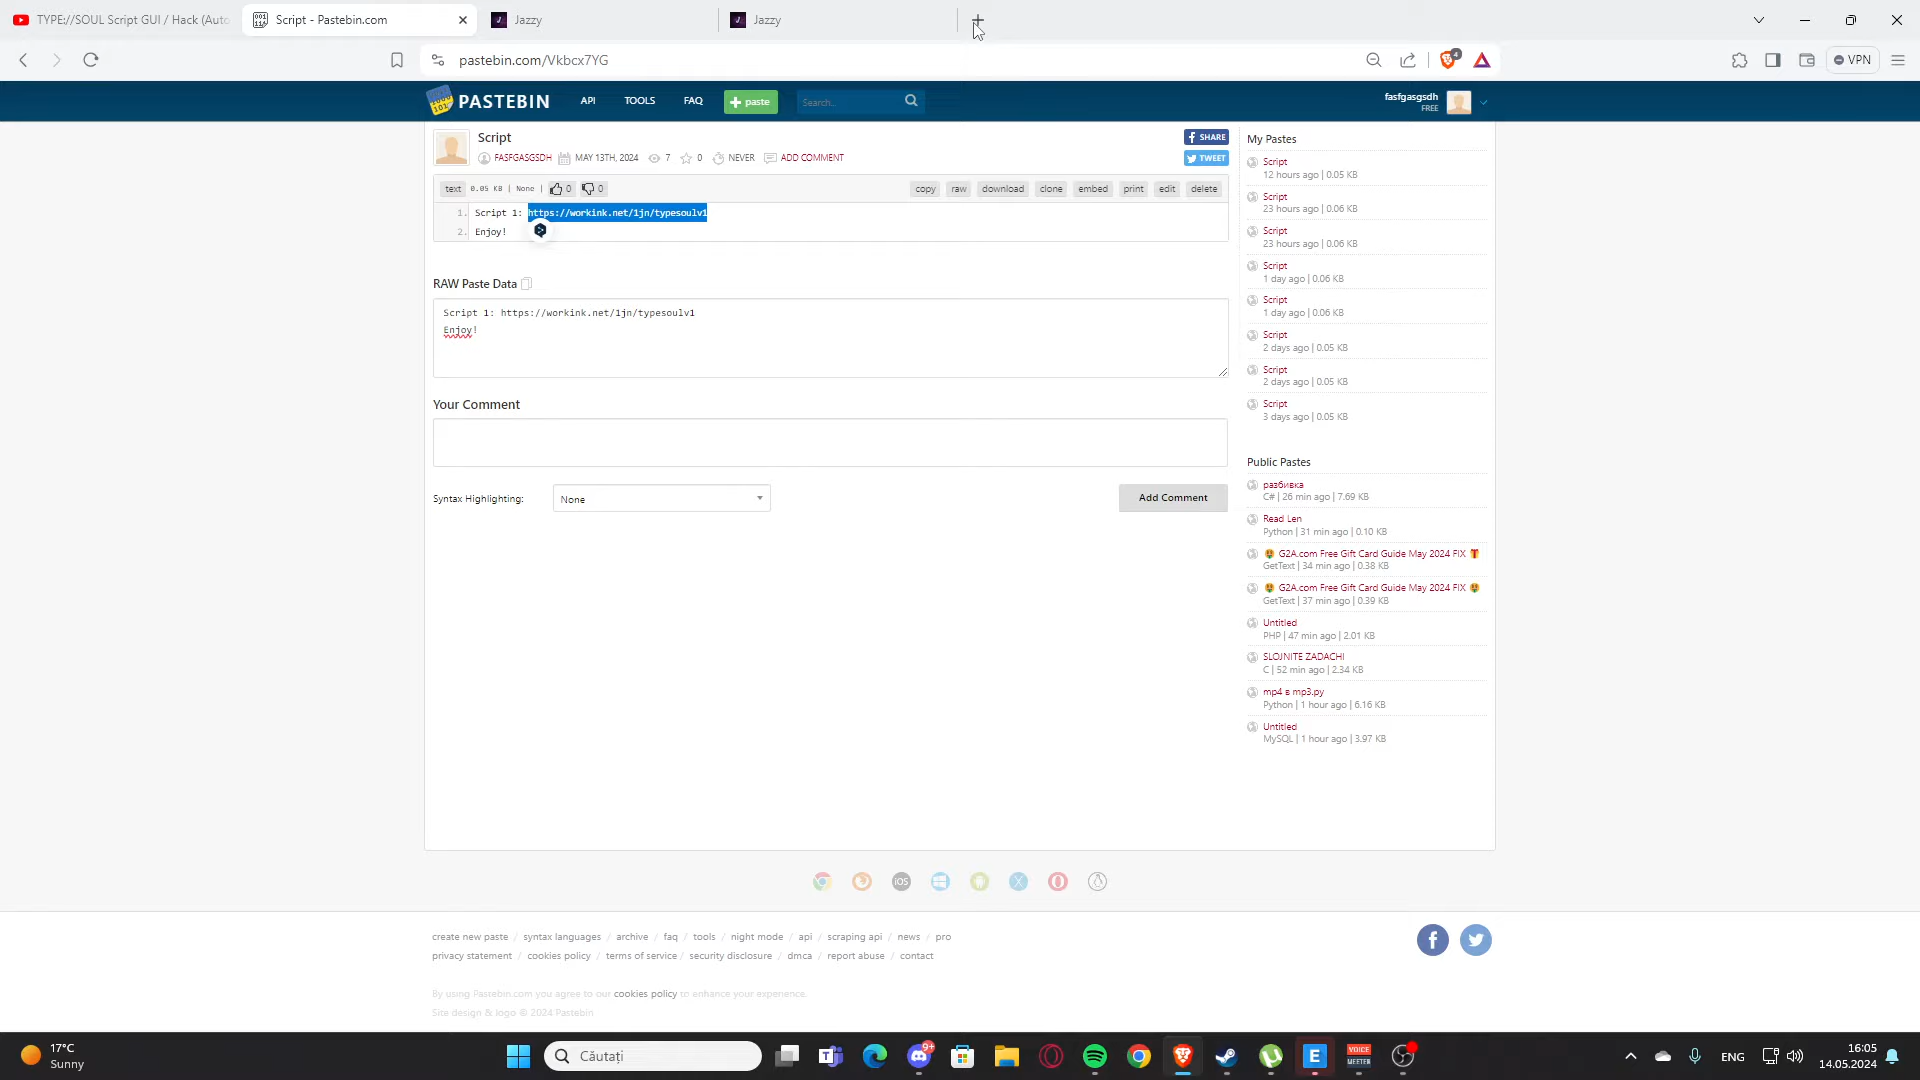 TYPE://SOUL Script GUI / Hack (Auto
Script - Pastebin.com
Jazzy
Jazzy
pastebin.com/Vkbcx7YG
4
VPN
PASTEBIN
API
TOOLS
FAQ
paste
Search...
fasfgasgsdh
FREE
Script
FASFGASGSDH
MAY 13TH, 2024
7
0
NEVER
ADD COMMENT
SHARE
TWEET
text 0.05 KB | None | 0 0
copy
raw
download
clone
embed
print
edit
delete
1. Script 1: https://workink.net/1jn/typesoulv1
2. Enjoy!
RAW Paste Data
Script 1: https://workink.net/1jn/typesoulv1
Enjoy!
Your Comment
Syntax Highlighting:
None
Add Comment
My Pastes
Script
12 hours ago | 0.05 KB
Script
23 hours ago | 0.06 KB
Script
23 hours ago | 0.06 KB
Script
1 day ago | 0.06 KB
Script
1 day ago | 0.06 KB
Script
2 days ago | 0.05 KB
Script
2 days ago | 0.05 KB
Script
3 days ago | 0.05 KB
Public Pastes
разбивка
C# | 26 min ago | 7.69 KB
Read Len
Python | 31 min ago | 0.10 KB
🤑 G2A.com Free Gift Card Guide May 2024 FIX 🎁
GetText | 34 min ago | 0.38 KB
🤑 G2A.com Free Gift Card Guide May 2024 FIX 🤑
GetText | 37 min ago | 0.39 KB
Untitled
PHP | 47 min ago | 2.01 KB
SLOJNITE ZADACHI
C | 52 min ago | 2.34 KB
mp4 в mp3.py
Python | 1 hour ago | 6.16 KB
Untitled
MySQL | 1 hour ago | 3.97 KB
iOS
create new paste / syntax languages / archive / faq / tools / night mode / api / scraping api / news / pro
privacy statement / cookies policy / terms of service / security disclosure / dmca / report abuse / contact
By using Pastebin.com you agree to our cookies policy to enhance your experience.
Site design & logo © 2024 Pastebin
17°C
Sunny
Căutați
9+
E
VOICE
MEETER
ENG
16:05
14.05.2024